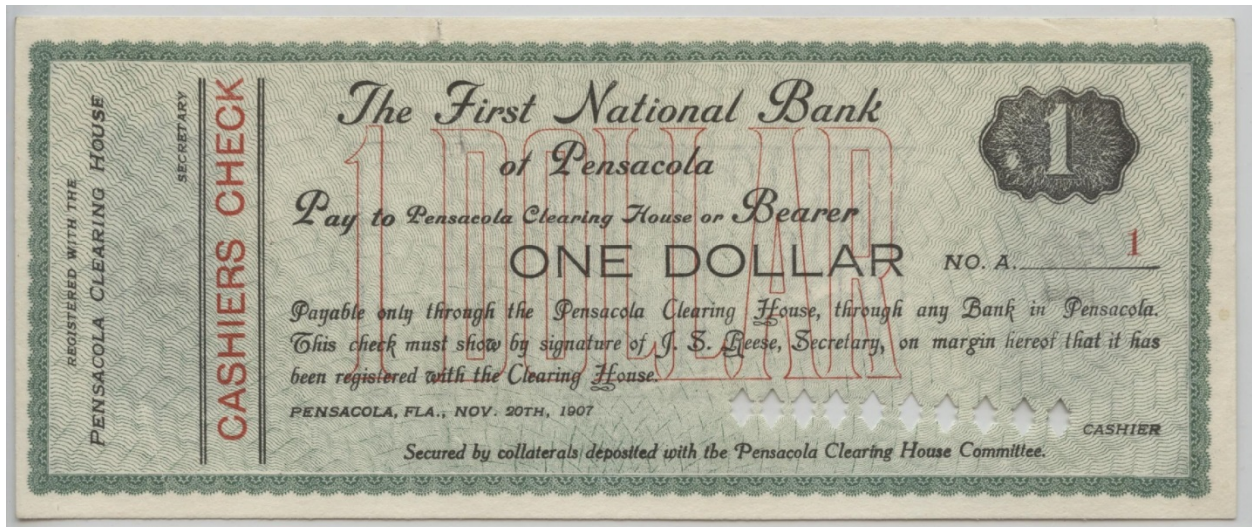 REGISTERED WITH THE
PENSACOLA CLEARING HOUSE
SECRETARY
CASHIERS CHECK
The First National Bank
of Pensacola
1
Pay to Pensacola Clearing House or Bearer
1 DOLLAR
ONE DOLLAR
NO. A. 1
Payable only through the Pensacola Clearing House, through any Bank in Pensacola.
This check must show by signature of J. S. Reese, Secretary, on margin hereof that it has
been registered with the Clearing House.
PENSACOLA, FLA., NOV. 20TH, 1907
CASHIER
Secured by collaterals deposited with the Pensacola Clearing House Committee.